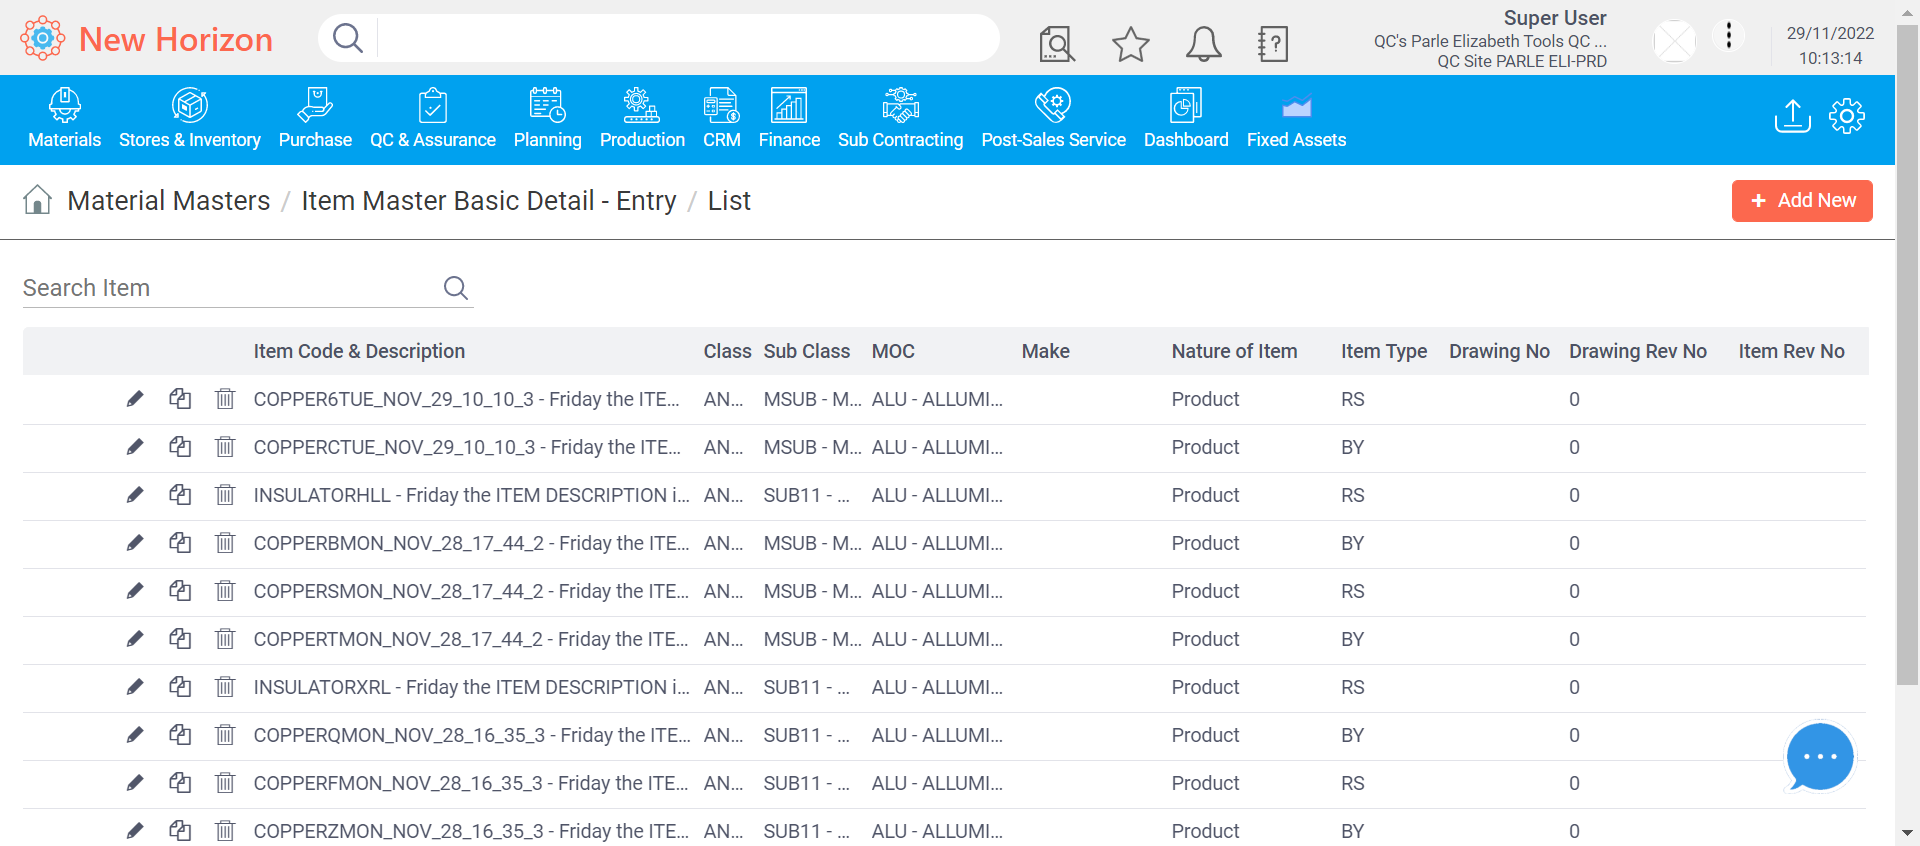 New Horizon
Super User
QC's Parle Elizabeth Tools QC ...
QC Site PARLE ELI-PRD
29/11/2022
10:13:14
Materials Stores & Inventory Purchase QC & Assurance Planning Production CRM Finance Sub Contracting Post-Sales Service Dashboard Fixed Assets
Material Masters / Item Master Basic Detail - Entry / List
+ Add New
Search Item
Item Code & Description Class Sub Class MOC Make Nature of Item Item Type Drawing No Drawing Rev No Item Rev No
COPPER6TUE_NOV_29_10_10_3 - Friday the ITE... AN... MSUB - M... ALU - ALLUMI... Product RS 0
COPPERCTUE_NOV_29_10_10_3 - Friday the ITE... AN... MSUB - M... ALU - ALLUMI... Product BY 0
INSULATORHLL - Friday the ITEM DESCRIPTION i... AN... SUB11 - ... ALU - ALLUMI... Product RS 0
COPPERBMON_NOV_28_17_44_2 - Friday the ITE... AN... MSUB - M... ALU - ALLUMI... Product BY 0
COPPERSMON_NOV_28_17_44_2 - Friday the ITE... AN... MSUB - M... ALU - ALLUMI... Product RS 0
COPPERTMON_NOV_28_17_44_2 - Friday the ITE... AN... MSUB - M... ALU - ALLUMI... Product BY 0
INSULATORXRL - Friday the ITEM DESCRIPTION i... AN... SUB11 - ... ALU - ALLUMI... Product RS 0
COPPERQMON_NOV_28_16_35_3 - Friday the ITE... AN... SUB11 - ... ALU - ALLUMI... Product BY 0
COPPERFMON_NOV_28_16_35_3 - Friday the ITE... AN... SUB11 - ... ALU - ALLUMI... Product RS 0
COPPERZMON_NOV_28_16_35_3 - Friday the ITE... AN... SUB11 - ... ALU - ALLUMI... Product BY 0